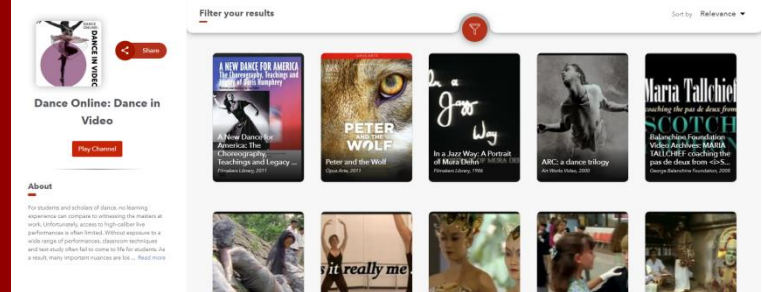 DANCE
ONLINE:
DANCE IN VIDEO
Share
Dance Online: Dance in
Video
Play Channel
About
For students and scholars of dance, no learning
experience can compare to witnessing the masters at
work. Unfortunately, access to high-caliber live
performances is often limited. Without exposure to a
wide range of performances, classroom techniques
and text study often fail to come to life for students. As
a result, many important nuances are los ... Read more
Filter your results
Sort by Relevance
A NEW DANCE FOR AMERICA
The Choreography, Teachings and
Legacy of Doris Humphrey
A New Dance for
America: The
Choreography,
Teachings and Legacy ...
Filmakers Library, 2011
OPUS ARTE
PETER
AND THE
WOLF
Peter and the Wolf
Opus Arte, 2011
In a
Jazz
Way
In a Jazz Way: A Portrait
of Mura Dehn
Filmakers Library, 1986
ARC: a dance trilogy
Art Works Video, 2000
Maria Tallchief
coaching the pas de deux from
SCOTCH
Balanchine Foundation
Video Archives: MARIA
TALLCHIEF coaching the
pas de deux from <i>S...
George Balanchine Foundation,
is it really me